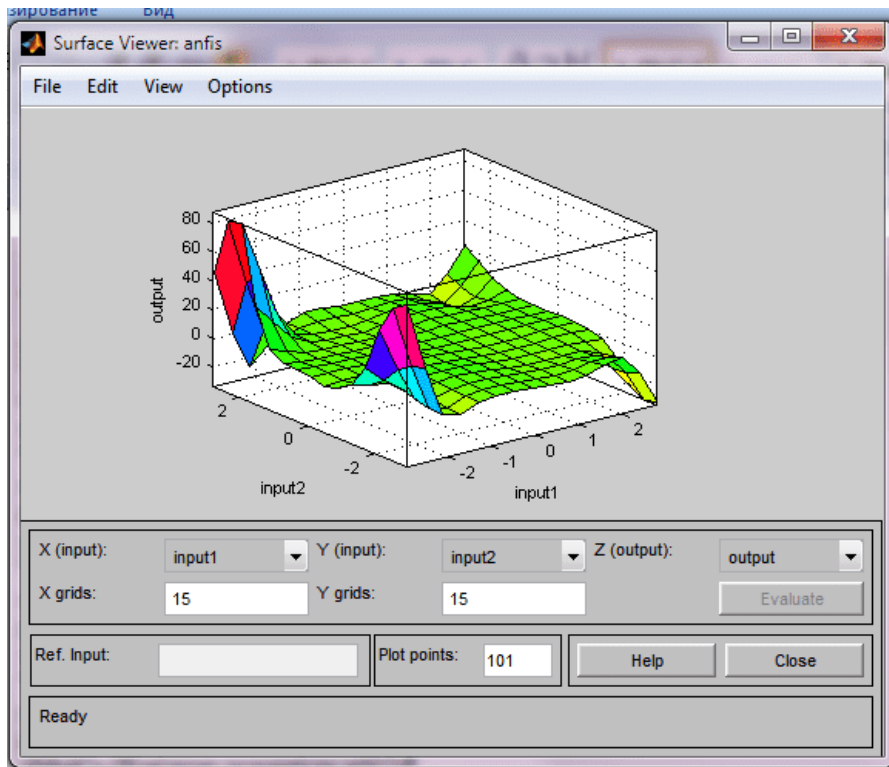 зирование Вид
Surface Viewer: anfis
File Edit View Options
80
60
40
20
0
-20
output
2
0
-2
input2
-2
-1
0
1
2
input1
X (input): input1 Y (input): input2 Z (output): output
X grids: 15 Y grids: 15 Evaluate
Ref. Input: Plot points: 101 Help Close
Ready